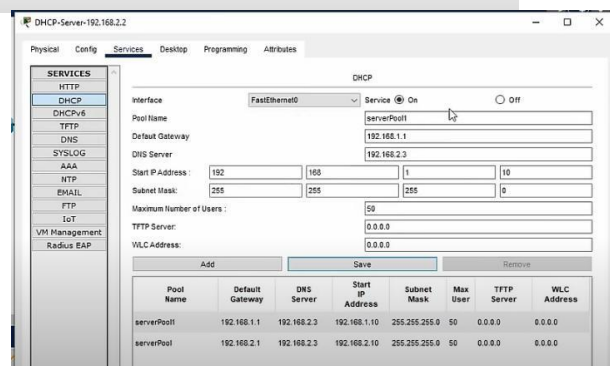 DHCP-Server-192.168.2.2
Physical Config Services Desktop Programming Attributes
SERVICES
HTTP
DHCP
DHCPv6
TFTP
DNS
SYSLOG
AAA
NTP
EMAIL
FTP
IoT
VM Management
Radius EAP
DHCP
Interface FastEthernet0 Service On Off
Pool Name serverPool1
Default Gateway 192.168.1.1
DNS Server 192.168.2.3
Start IP Address : 192 168 1 10
Subnet Mask: 255 255 255 0
Maximum Number of Users : 50
TFTP Server: 0.0.0.0
WLC Address: 0.0.0.0
Add Save Remove
Pool Name Default Gateway DNS Server Start IP Address Subnet Mask Max User TFTP Server WLC Address
serverPool1 192.168.1.1 192.168.2.3 192.168.1.10 255.255.255.0 50 0.0.0.0 0.0.0.0
serverPool 192.168.2.1 192.168.2.3 192.168.2.10 255.255.255.0 50 0.0.0.0 0.0.0.0